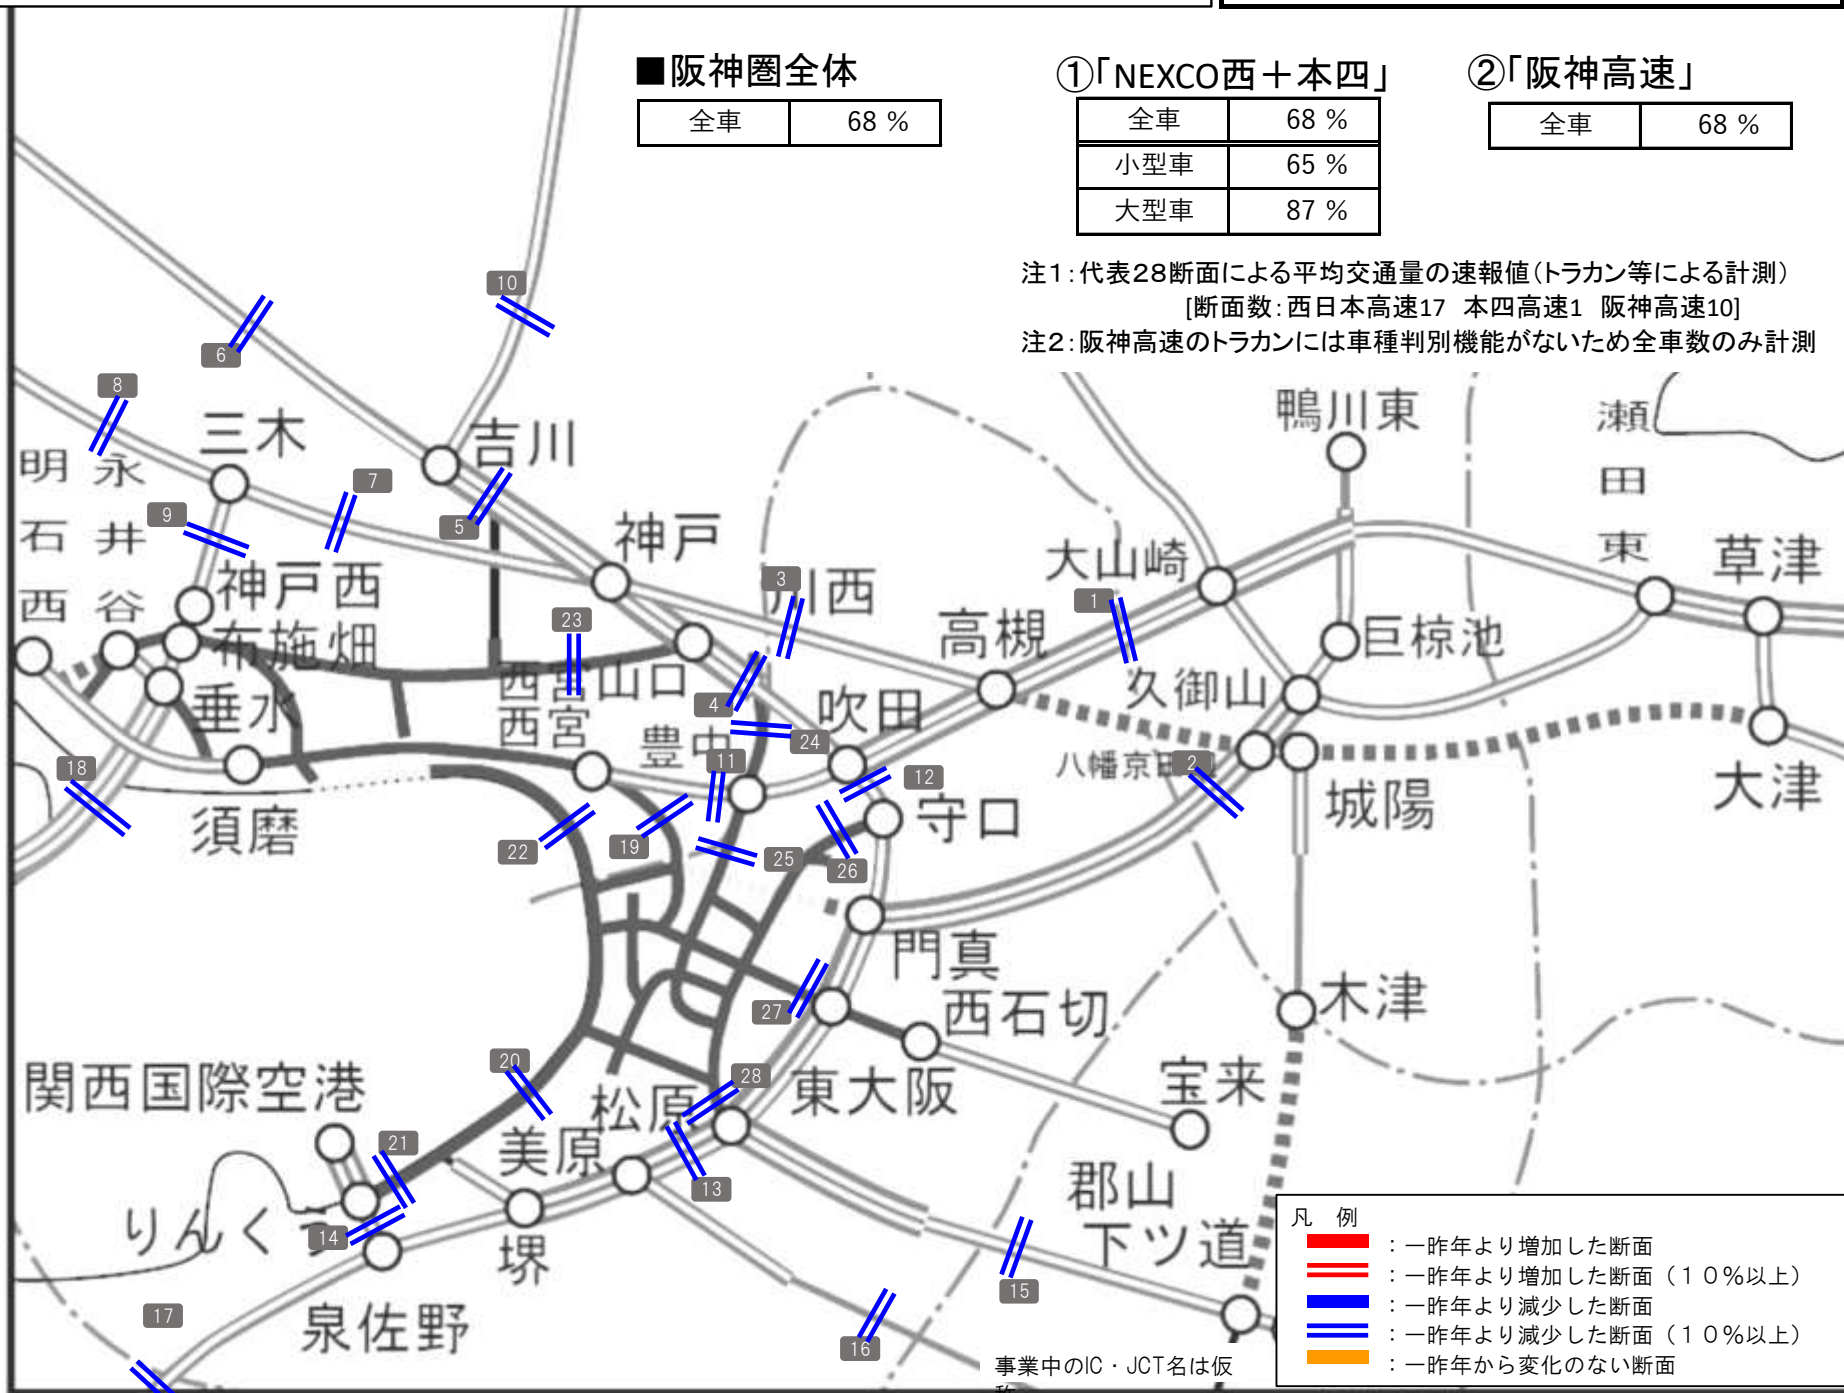 ■阪神圏全体
全車 68 %
①「NEXCO西＋本四」
全車 68 %
小型車 65 %
大型車 87 %
②「阪神高速」
全車 68 %
注1：代表28断面による平均交通量の速報値（トラカン等による計測）
[断面数：西日本高速17 本四高速1 阪神高速10]
注2：阪神高速のトラカンには車種判別機能がないため全車数のみ計測
10
6
8
三木
吉川
鴨川東
瀬田東
明石西
永井谷
7
9
5
神戸
大山崎
草津
神戸西
3
川西
1
布施畑
23
高槻
巨椋池
西宮山口
久御山
垂水
西宮
4
吹田
豊中
24
八幡京田
2
大津
18
11
12
城陽
須磨
守口
22
19
25
26
門真
27
西石切
木津
関西国際空港
20
28
松原
東大阪
宝来
21
美原
13
郡山下ツ道
りんくう
14
堺
15
17
泉佐野
16
事業中のIC・JCT名は仮
称
凡 例
：一昨年より増加した断面
：一昨年より増加した断面（１０％以上）
：一昨年より減少した断面
：一昨年より減少した断面（１０％以上）
：一昨年から変化のない断面